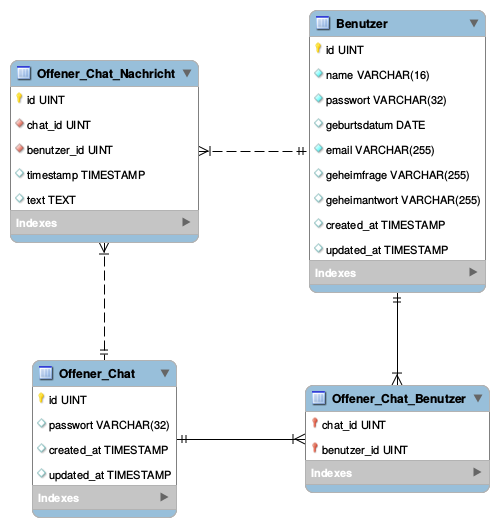 Benutzer
id UINT
name VARCHAR(16)
passwort VARCHAR(32)
geburtsdatum DATE
email VARCHAR(255)
geheimfrage VARCHAR(255)
geheimantwort VARCHAR(255)
created_at TIMESTAMP
updated_at TIMESTAMP
Indexes
Offener_Chat_Nachricht
id UINT
chat_id UINT
benutzer_id UINT
timestamp TIMESTAMP
text TEXT
Indexes
Offener_Chat
id UINT
passwort VARCHAR(32)
created_at TIMESTAMP
updated_at TIMESTAMP
Indexes
Offener_Chat_Benutzer
chat_id UINT
benutzer_id UINT
Indexes